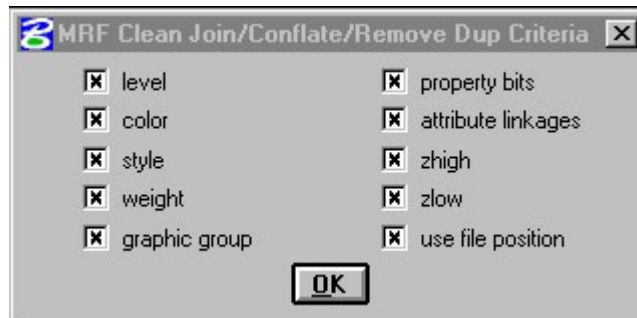 MRF Clean Join/Conflate/Remove Dup Criteria
level
color
style
weight
graphic group
property bits
attribute linkages
zhigh
zlow
use file position
OK